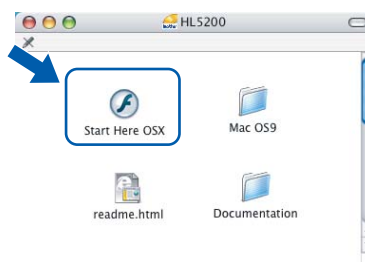 HL5200
Start Here OSX
Mac OS9
readme.html
Documentation